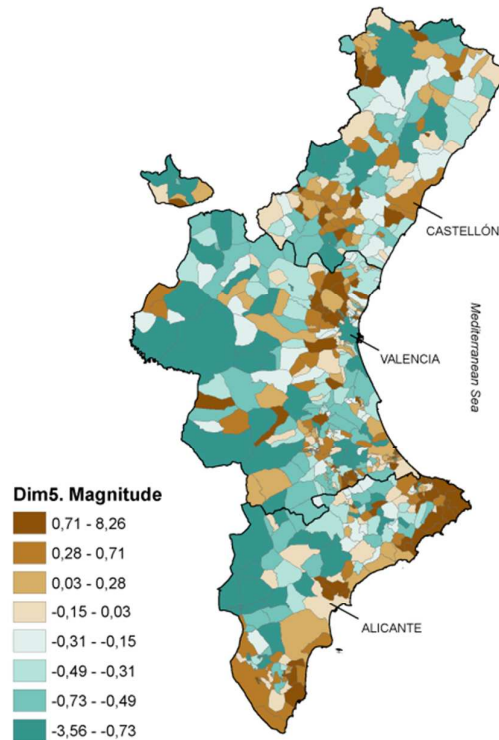 CASTELLÓN
Mediterranean Sea
VALENCIA
Dim5. Magnitude
0,71 - 8,26
0,28 - 0,71
0,03 - 0,28
-0,15 - 0,03
-0,31 - -0,15
-0,49 - -0,31
-0,73 - -0,49
-3,56 - -0,73
ALICANTE